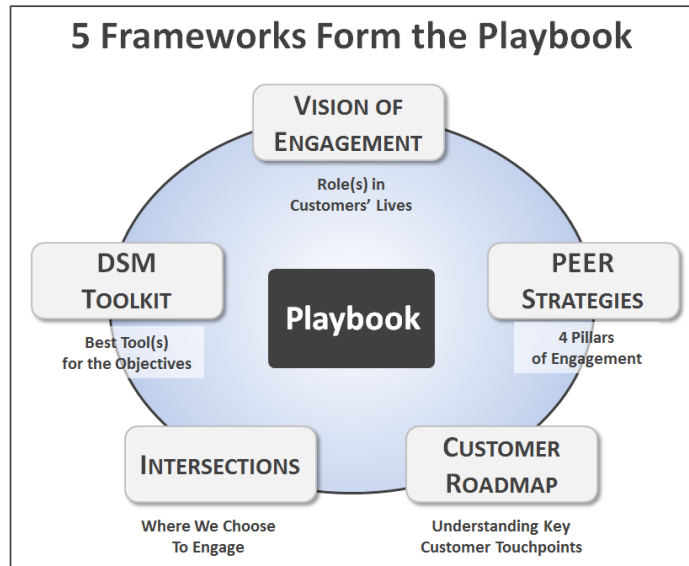 5 Frameworks Form the Playbook
VISION OF
ENGAGEMENT
Role(s) in
Customers' Lives
DSM
TOOLKIT
Best Tool(s)
for the Objectives
Playbook
PEER
STRATEGIES
4 Pillars
of Engagement
INTERSECTIONS
Where We Choose
To Engage
CUSTOMER
ROADMAP
Understanding Key
Customer Touchpoints